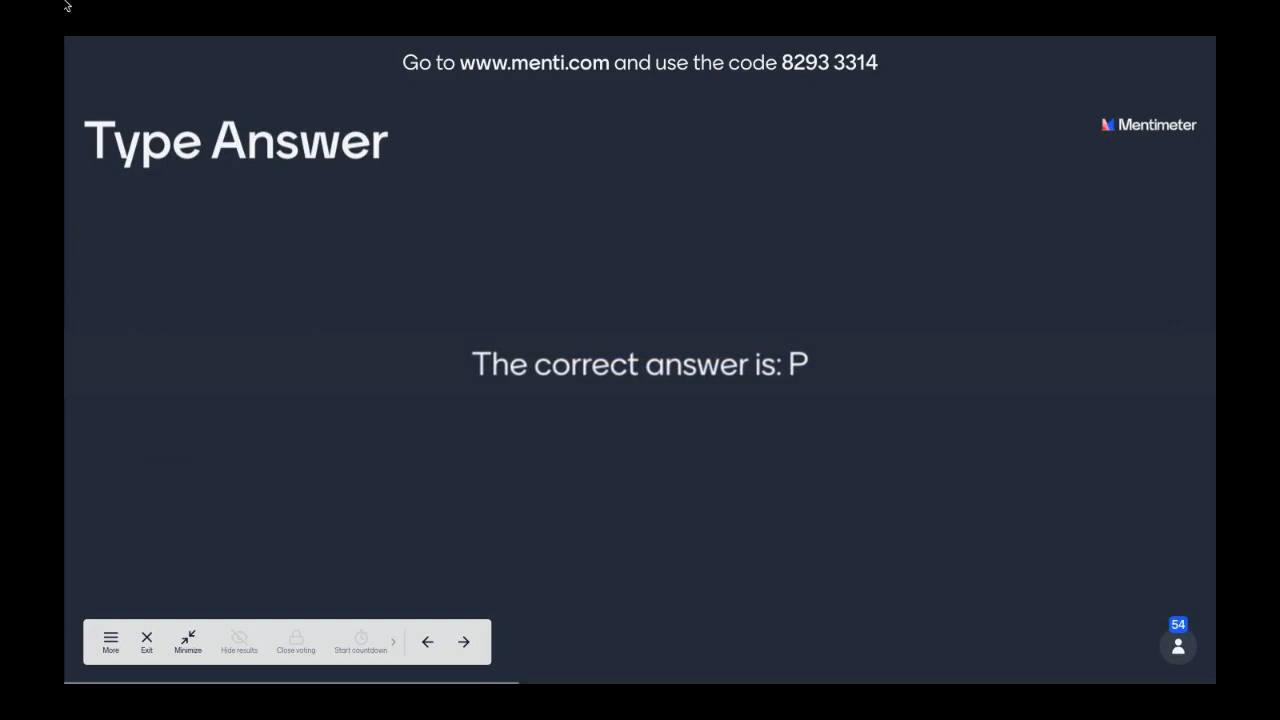 Go to www.menti.com and use the code 8293 3314
Type Answer
Mentimeter
The correct answer is: P
54
More
Exit
Minimize
Hide results
Close voting
Start countdown